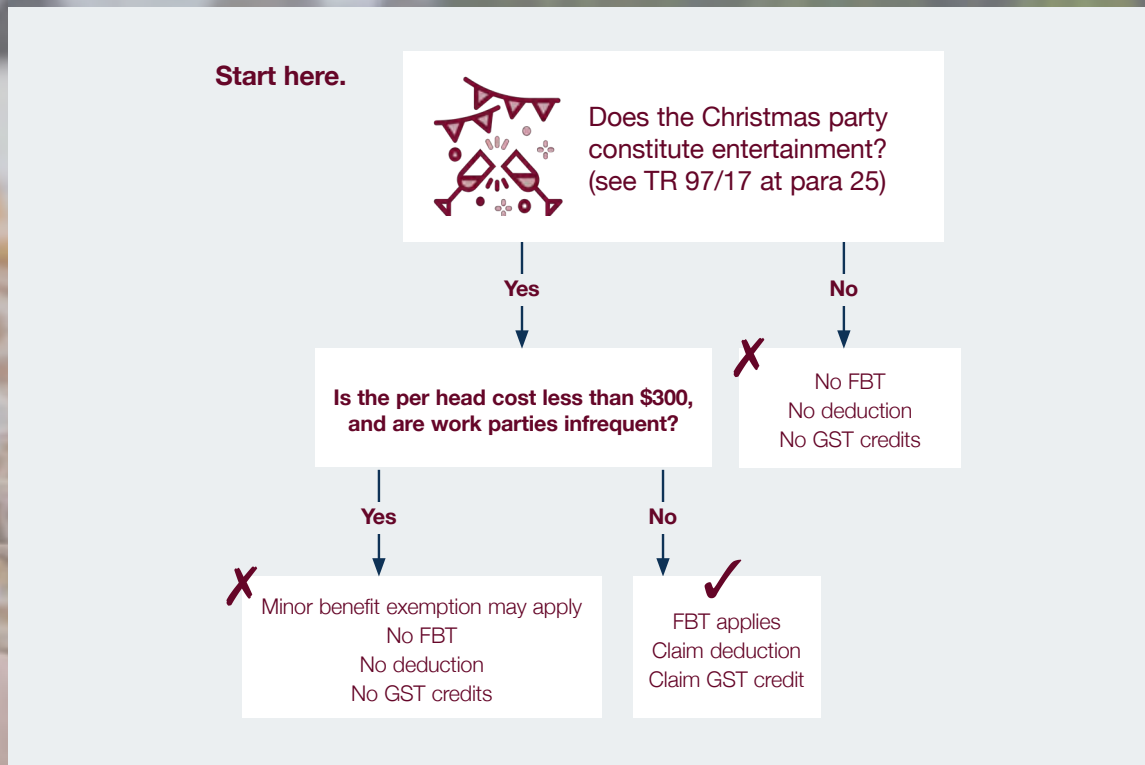 Start here.
Does the Christmas party
constitute entertainment?
(see TR 97/17 at para 25)
Yes
No
Is the per head cost less than $300,
and are work parties infrequent?
No FBT
No deduction
No GST credits
Yes
No
Minor benefit exemption may apply
No FBT
No deduction
No GST credits
FBT applies
Claim deduction
Claim GST credit